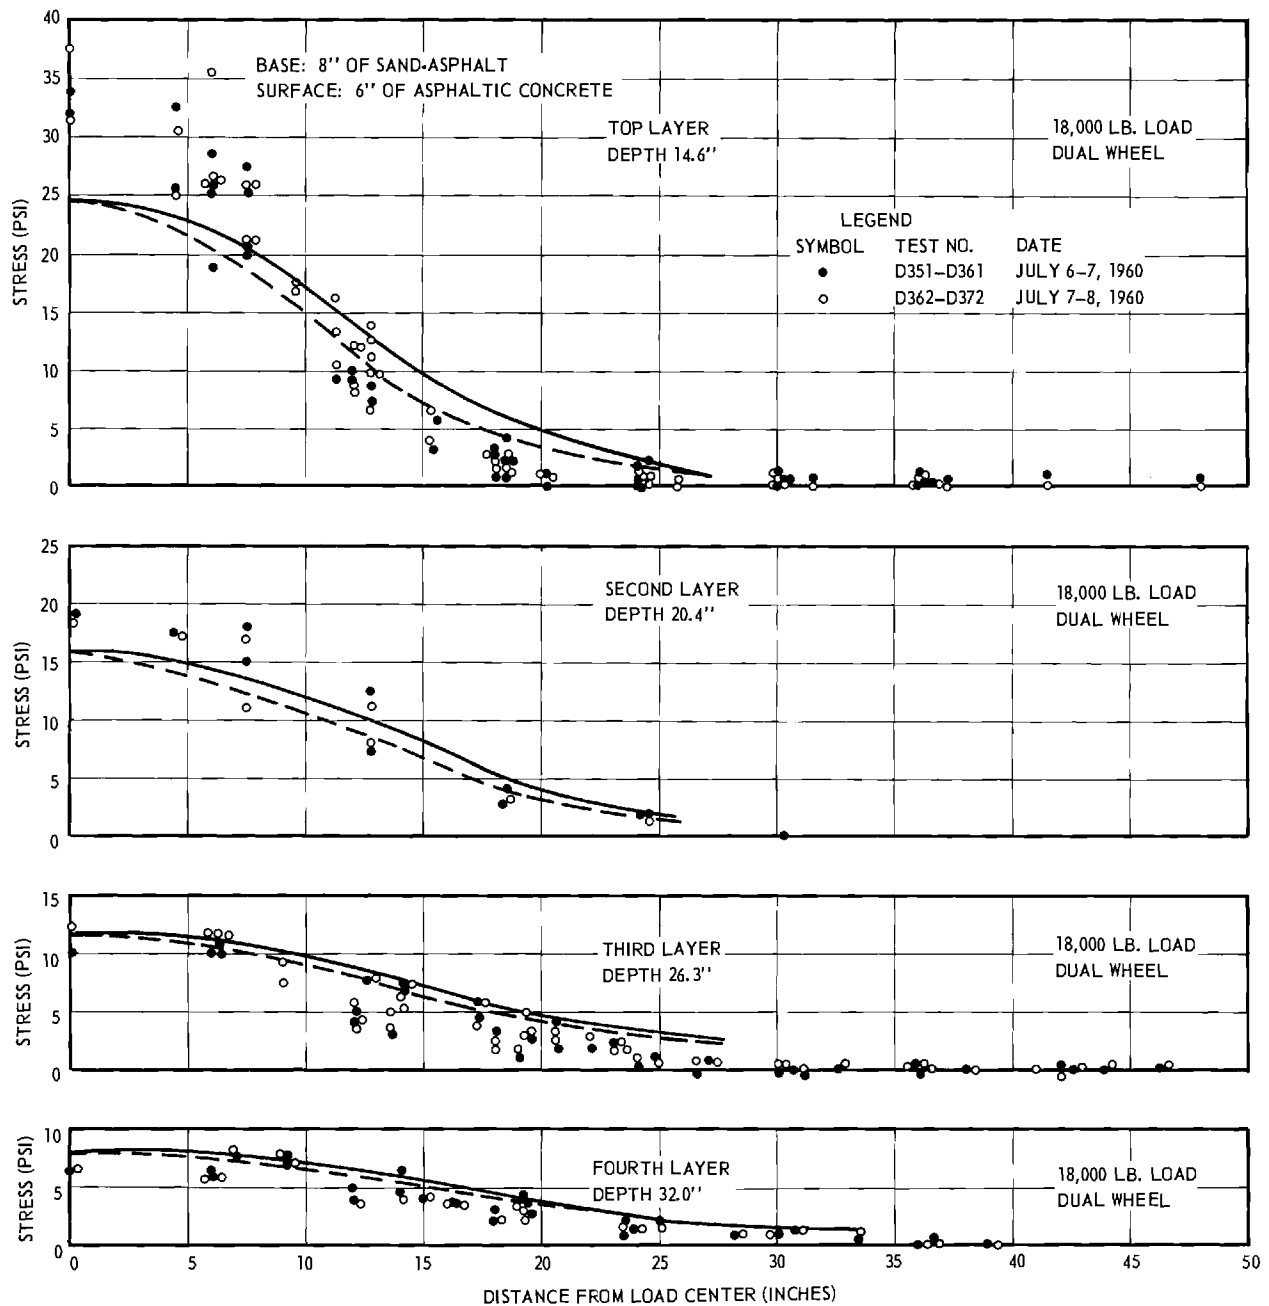 40
35
30
25
20
15
10
5
0
STRESS (PSI)
BASE: 8" OF SAND-ASPHALT
SURFACE: 6" OF ASPHALTIC CONCRETE
TOP LAYER
DEPTH 14.6"
18,000 LB. LOAD
DUAL WHEEL
LEGEND
SYMBOL TEST NO. DATE
D351-D361 JULY 6-7, 1960
D362-D372 JULY 7-8, 1960
25
20
15
10
5
0
STRESS (PSI)
SECOND LAYER
DEPTH 20.4"
18,000 LB. LOAD
DUAL WHEEL
15
10
5
0
STRESS (PSI)
THIRD LAYER
DEPTH 26.3"
18,000 LB. LOAD
DUAL WHEEL
10
5
0
STRESS (PSI)
FOURTH LAYER
DEPTH 32.0"
18,000 LB. LOAD
DUAL WHEEL
0 5 10 15 20 25 30 35 40 45 50
DISTANCE FROM LOAD CENTER (INCHES)